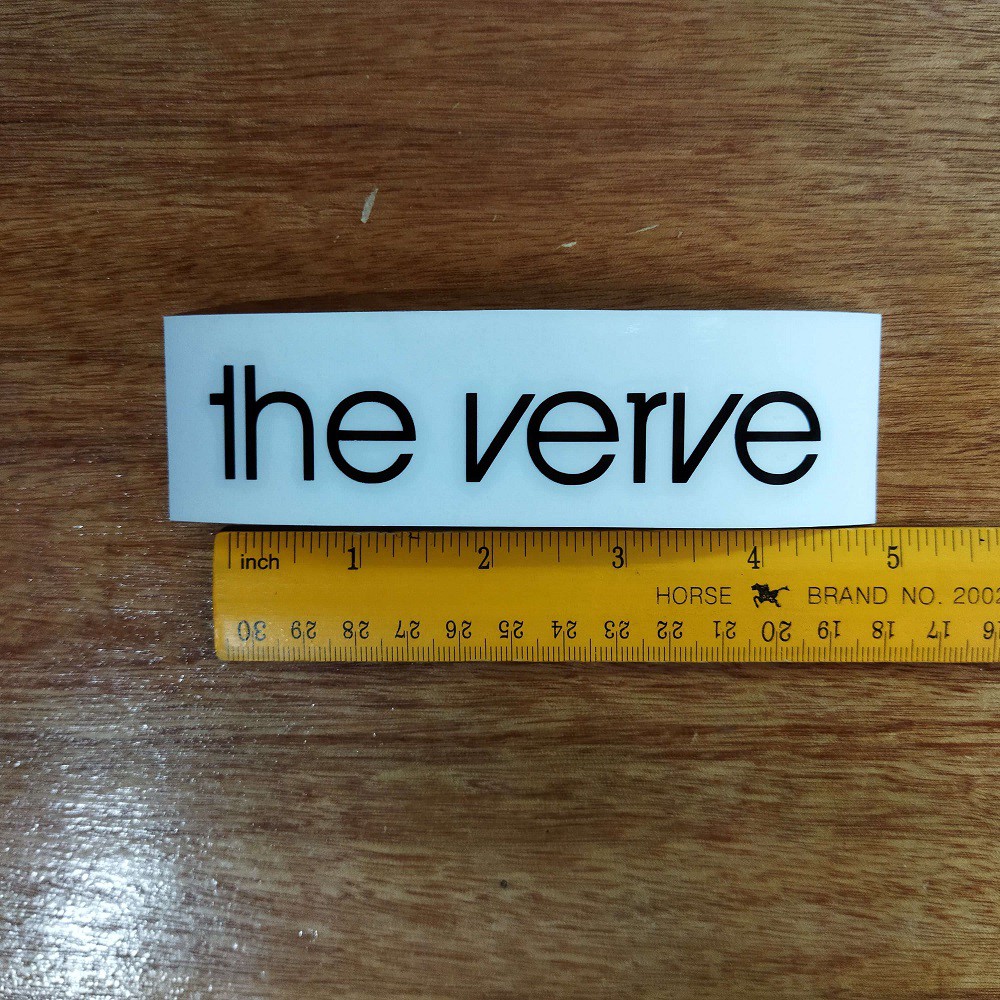 the verve
inch 1 2 3 4 5
HORSE BRAND NO. 2002
30 29 28 27 26 25 24 23 22 21 20 19 18 17 16